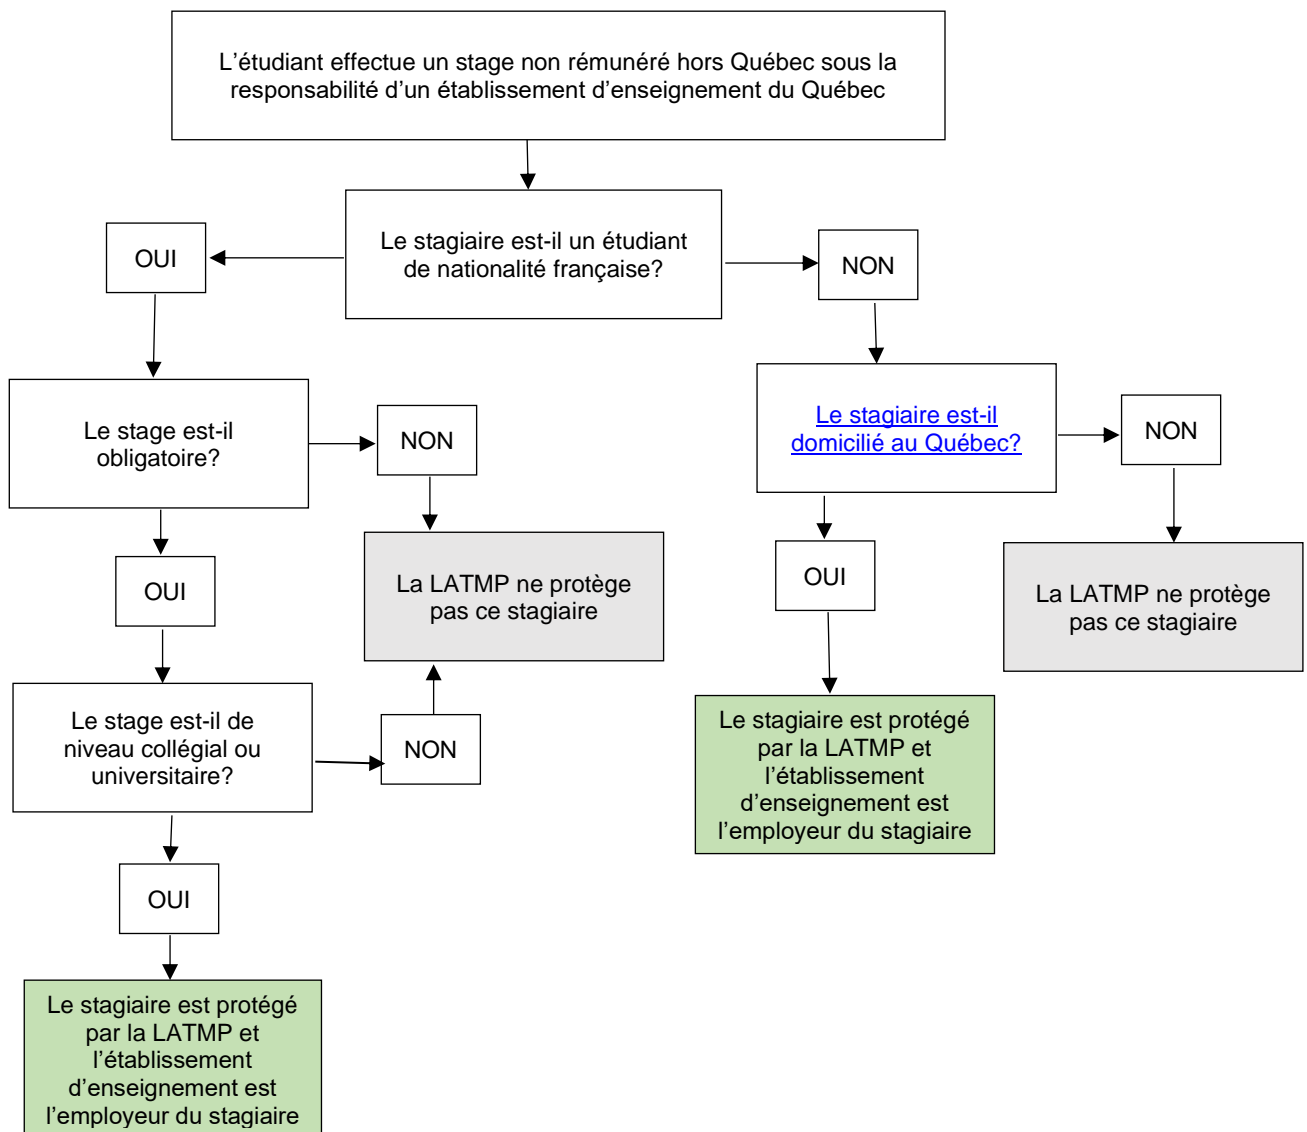 L’étudiant effectue un stage non rémunéré hors Québec sous la
responsabilité d’un établissement d’enseignement du Québec
Le stagiaire est-il un étudiant
de nationalité française?
OUI
NON
Le stage est-il
obligatoire?
NON
Le stagiaire est-il
domicilié au Québec?
NON
OUI
La LATMP ne protège
pas ce stagiaire
OUI
La LATMP ne protège
pas ce stagiaire
Le stage est-il de
niveau collégial ou
universitaire?
NON
Le stagiaire est protégé
par la LATMP et
l’établissement
d’enseignement est
l’employeur du stagiaire
OUI
Le stagiaire est protégé
par la LATMP et
l’établissement
d’enseignement est
l’employeur du stagiaire